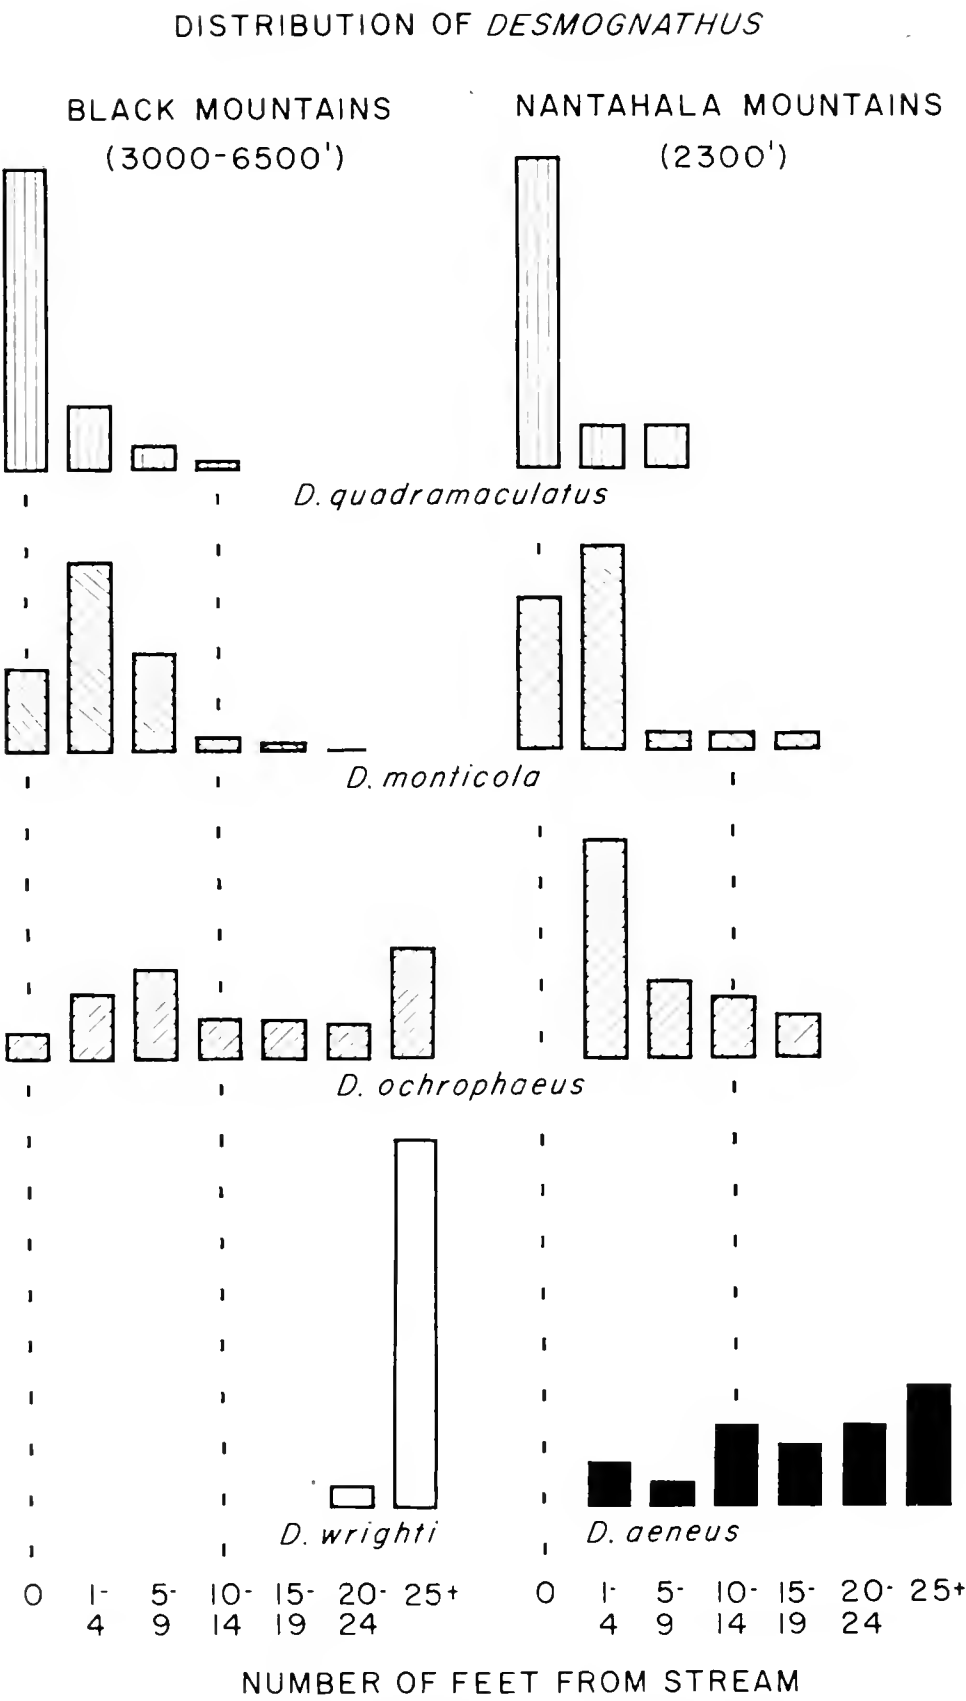 DISTRIBUTION OF DESMOGNATHUS
BLACK MOUNTAINS
(3000-6500')
NANTAHALA MOUNTAINS
(2300')
D. quadramaculatus
D. monticola
D. ochrophaeus
D. wrighti
D. aeneus
0 1- 5- 10- 15- 20- 25+ 0 1- 5- 10- 15- 20- 25+
4 9 14 19 24 4 9 14 19 24
NUMBER OF FEET FROM STREAM